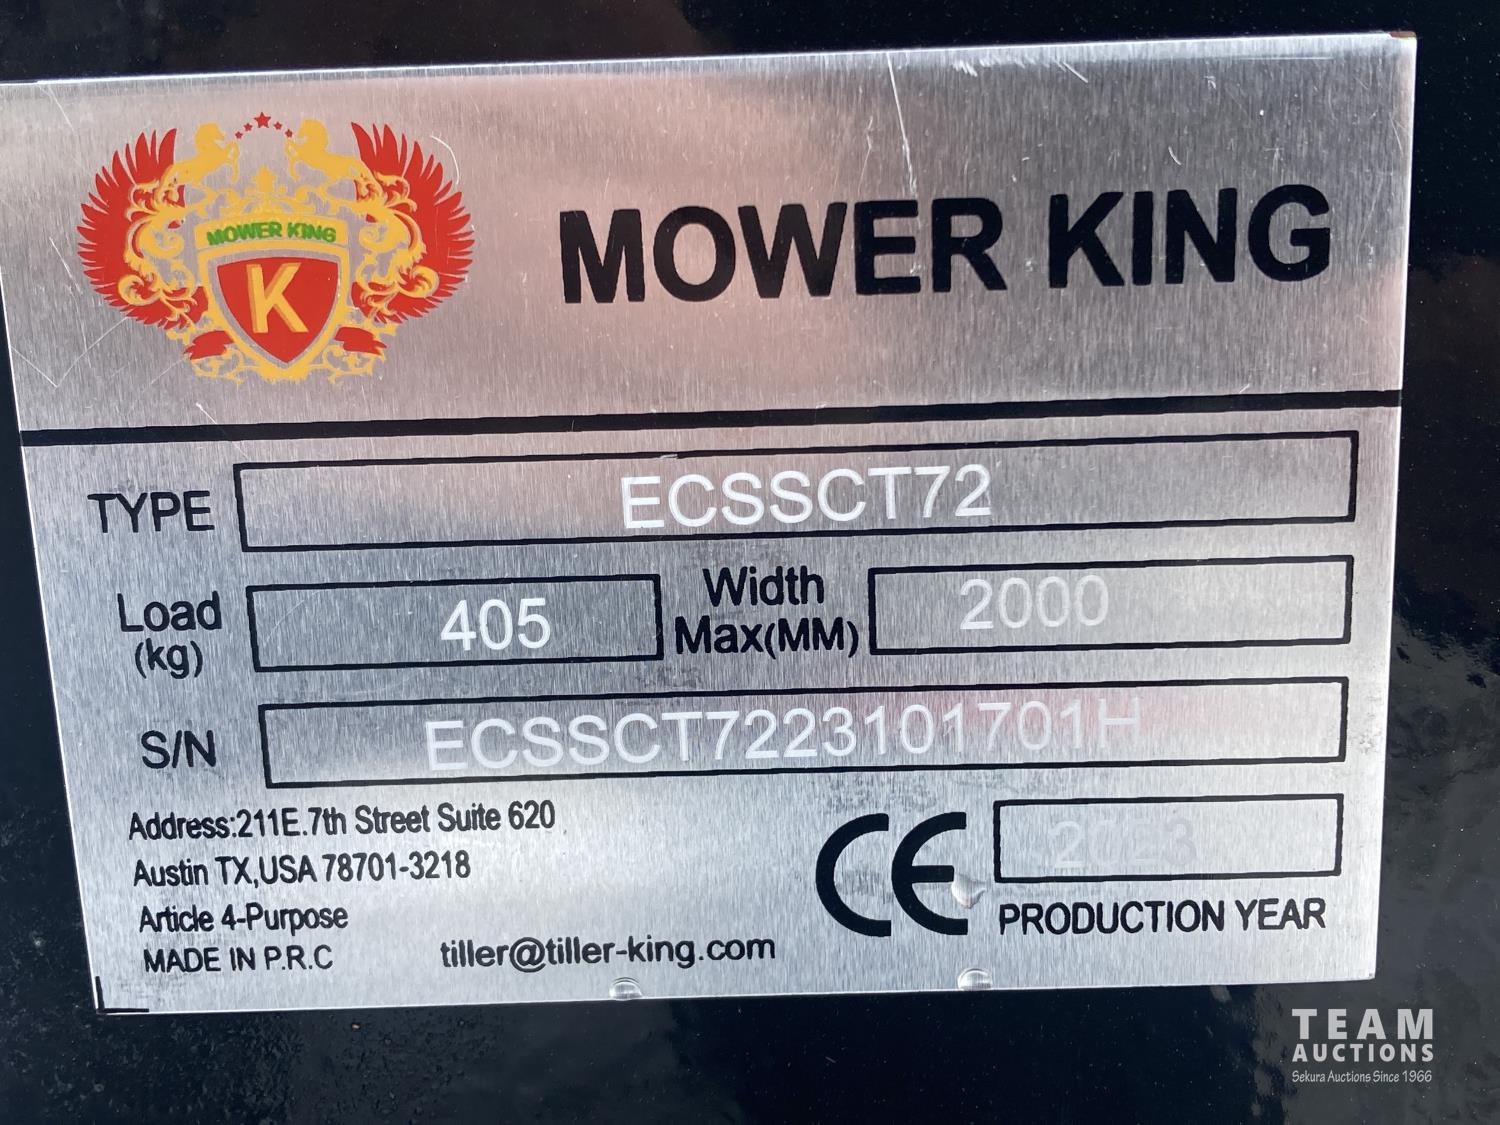 MOWER KING
K
MOWER KING
TYPE ECSSCT72
Load (kg) 405 Width Max(MM) 2000
S/N ECSSCT7223101701H
Address:211E.7th Street Suite 620
Austin TX,USA 78701-3218
Article 4-Purpose
MADE IN P.R.C
tiller@tiller-king.com
CE
2023
PRODUCTION YEAR
TEAM
AUCTIONS
Sekura Auctions Since 1966